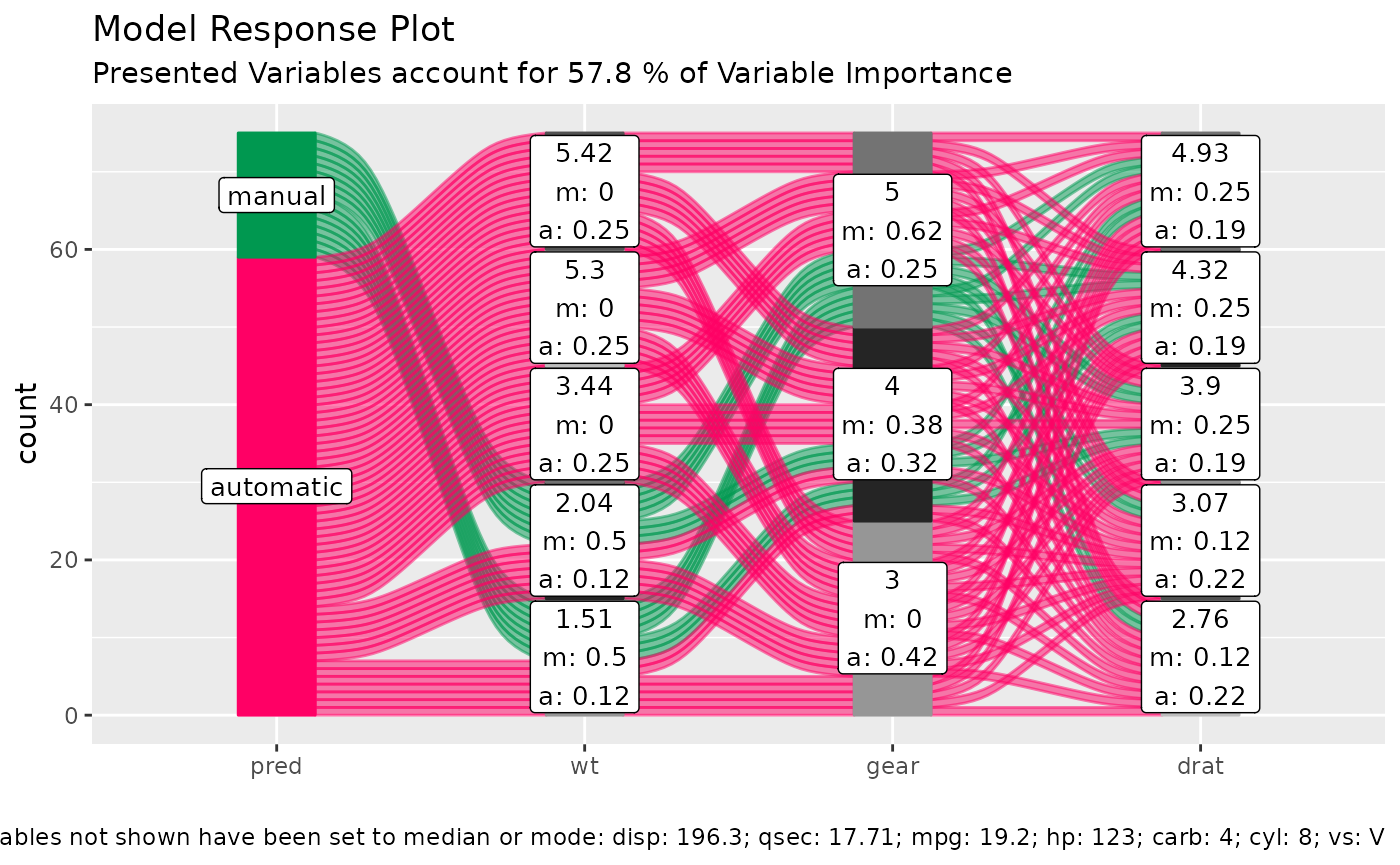 Model Response Plot
Presented Variables account for 57.8 % of Variable Importance
count
60
40
20
0
manual
automatic
5.42
m: 0
a: 0.25
5.3
m: 0
a: 0.25
3.44
m: 0
a: 0.25
2.04
m: 0.5
a: 0.12
1.51
m: 0.5
a: 0.12
5
m: 0.62
a: 0.25
4
m: 0.38
a: 0.32
3
m: 0
a: 0.42
4.93
m: 0.25
a: 0.19
4.32
m: 0.25
a: 0.19
3.9
m: 0.25
a: 0.19
3.07
m: 0.12
a: 0.22
2.76
m: 0.12
a: 0.22
pred
wt
gear
drat
ables not shown have been set to median or mode: disp: 196.3; qsec: 17.71; mpg: 19.2; hp: 123; carb: 4; cyl: 8; vs: V